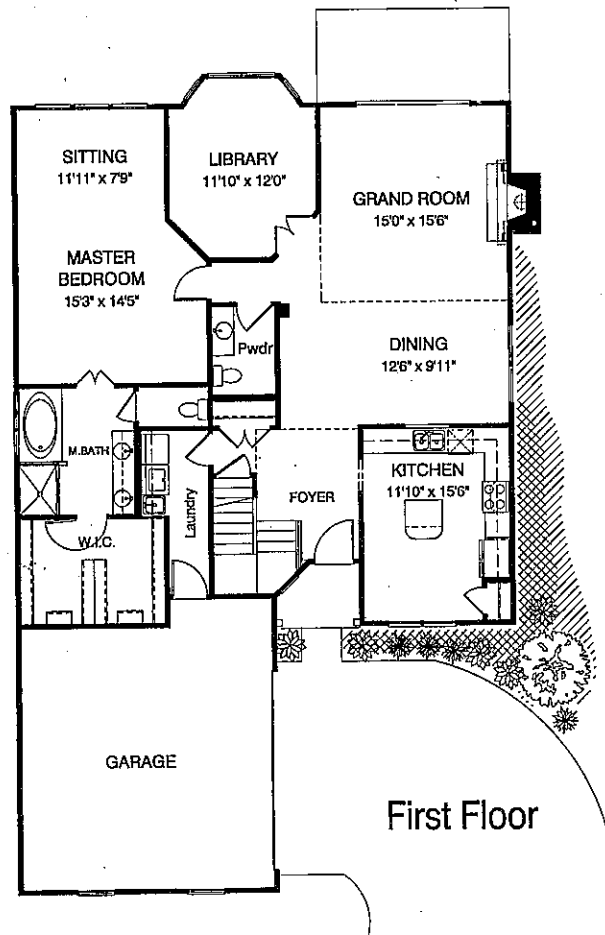 SITTING
11'11" x 7'9"
LIBRARY
11'10" x 12'0"
GRAND ROOM
15'0" x 15'6"
MASTER
BEDROOM
15'3" x 14'5"
Pwdr
DINING
12'6" x 9'11"
M.BATH
KITCHEN
11'10" x 15'6"
Laundry
FOYER
W.I.C.
GARAGE
First Floor